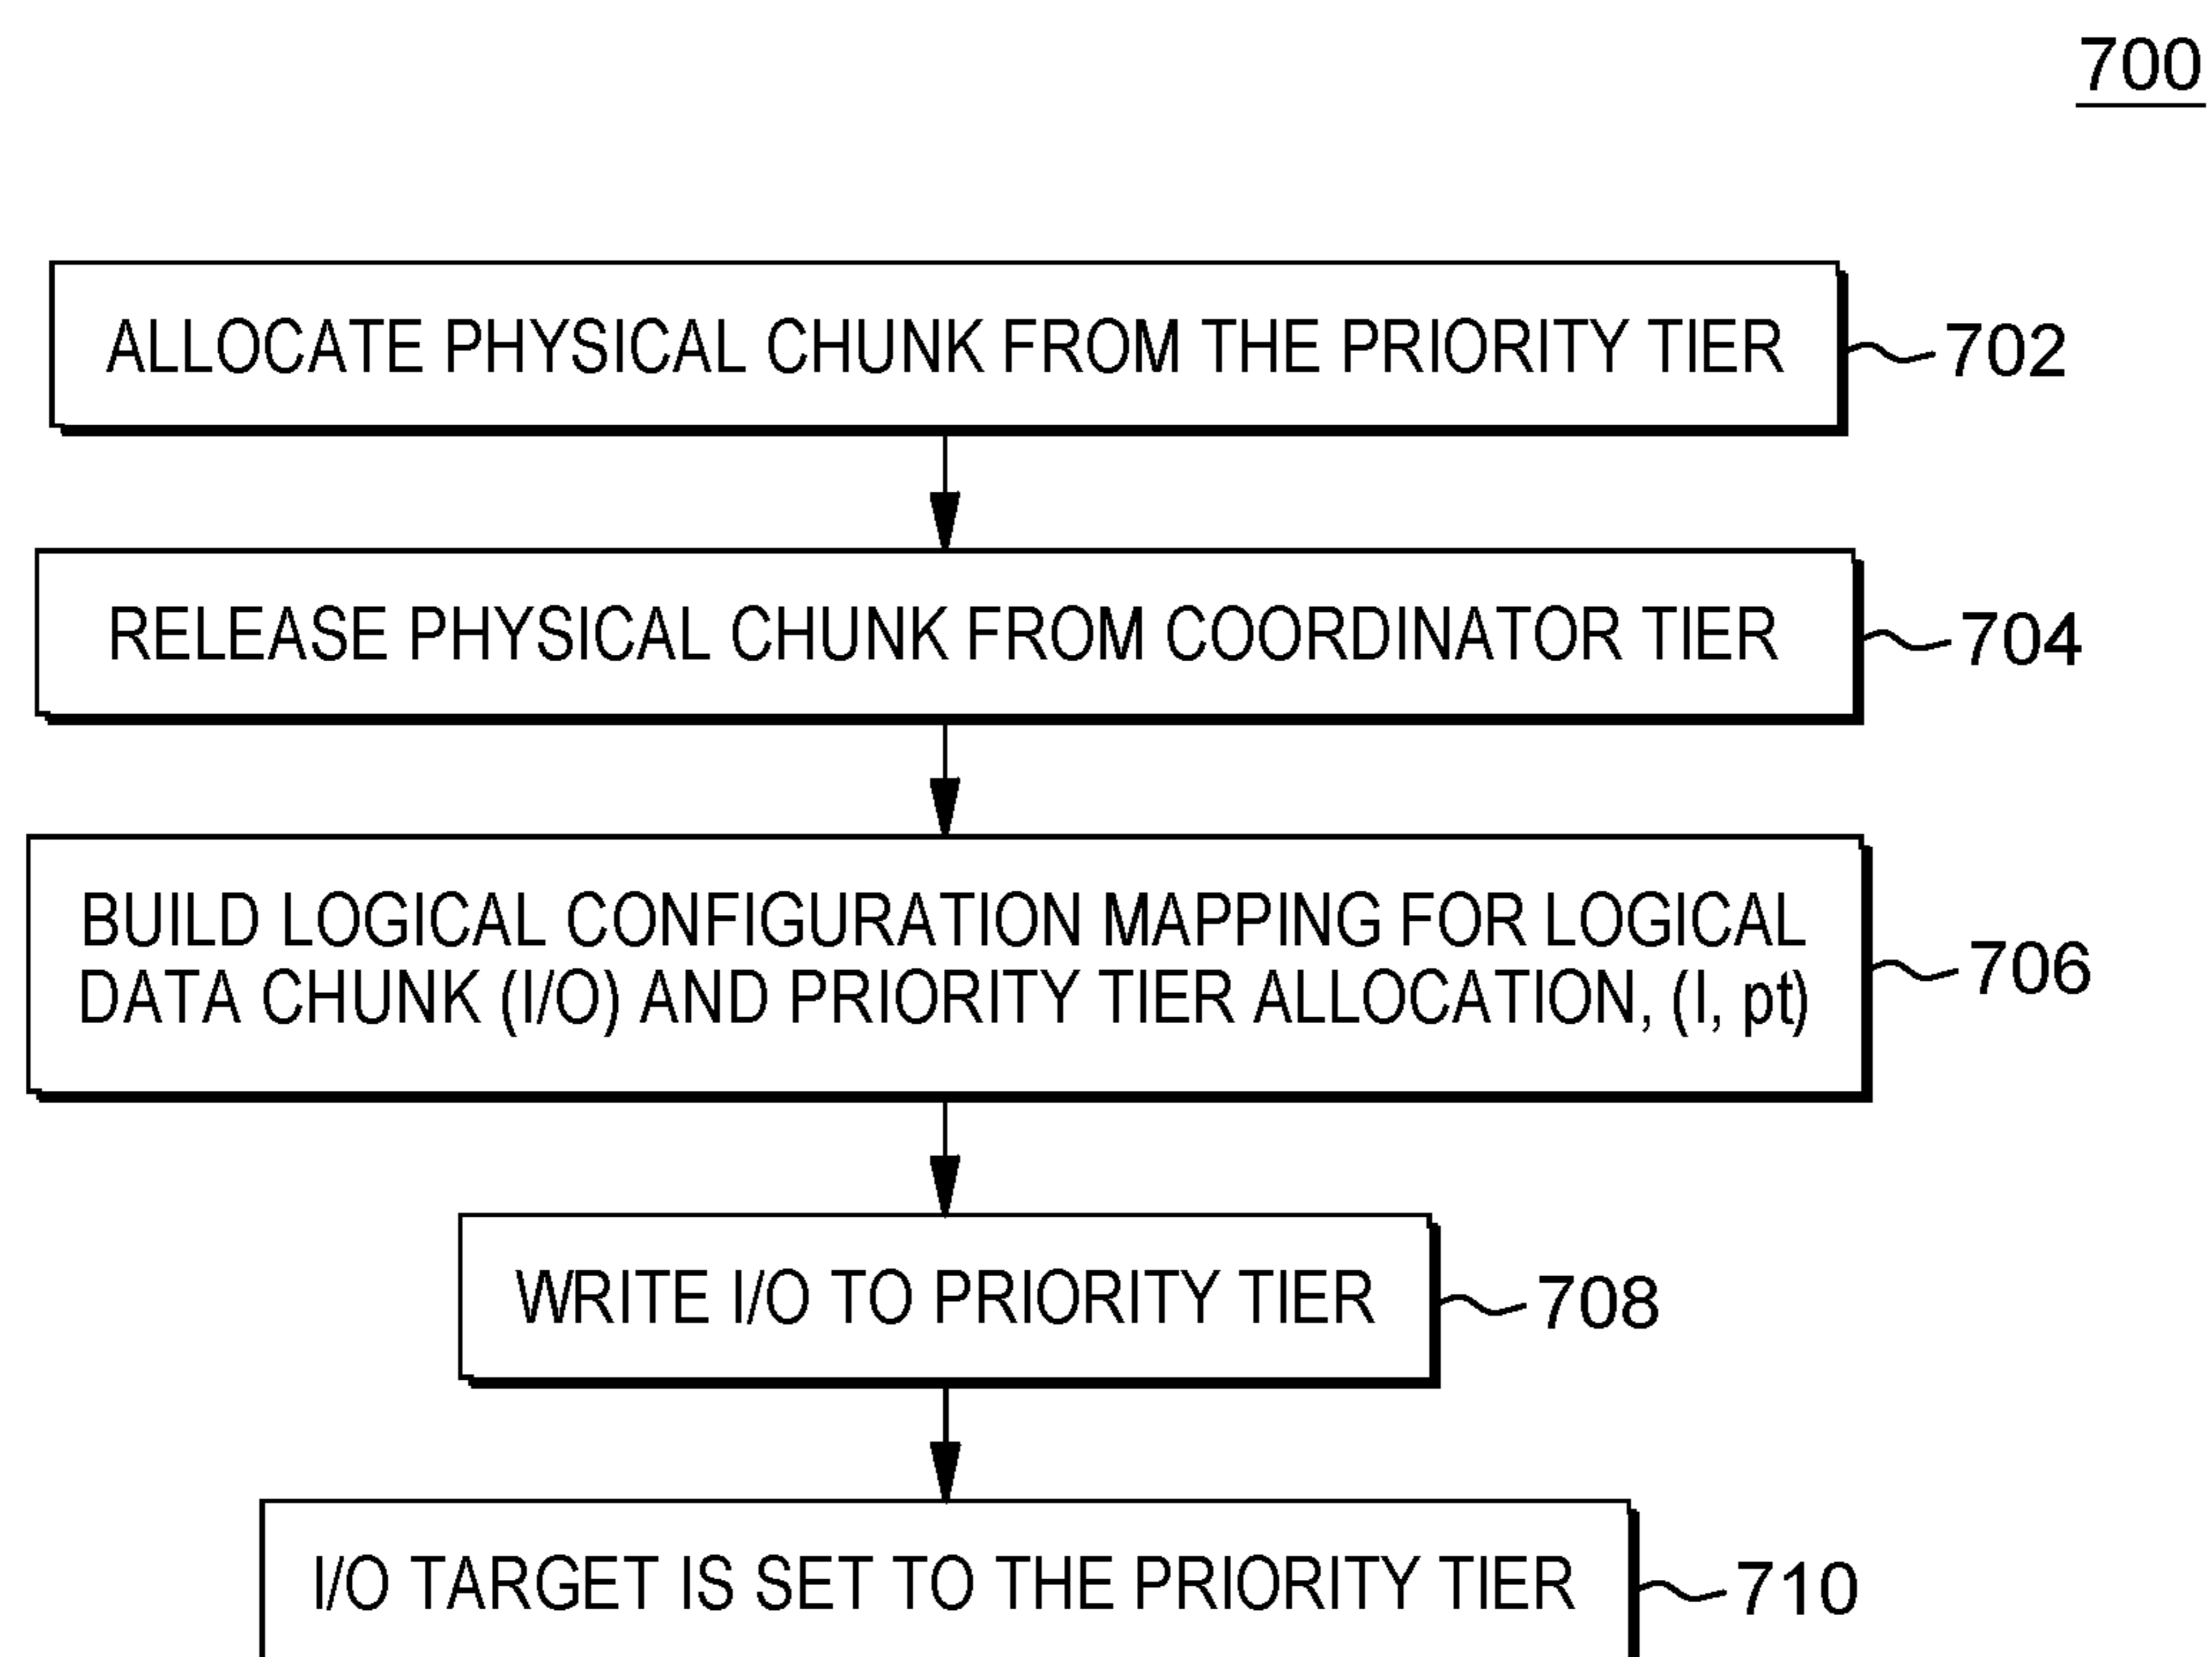 700
ALLOCATE PHYSICAL CHUNK FROM THE PRIORITY TIER 702
RELEASE PHYSICAL CHUNK FROM COORDINATOR TIER 704
BUILD LOGICAL CONFIGURATION MAPPING FOR LOGICAL
DATA CHUNK (I/O) AND PRIORITY TIER ALLOCATION, (I, pt) 706
WRITE I/O TO PRIORITY TIER 708
I/O TARGET IS SET TO THE PRIORITY TIER 710